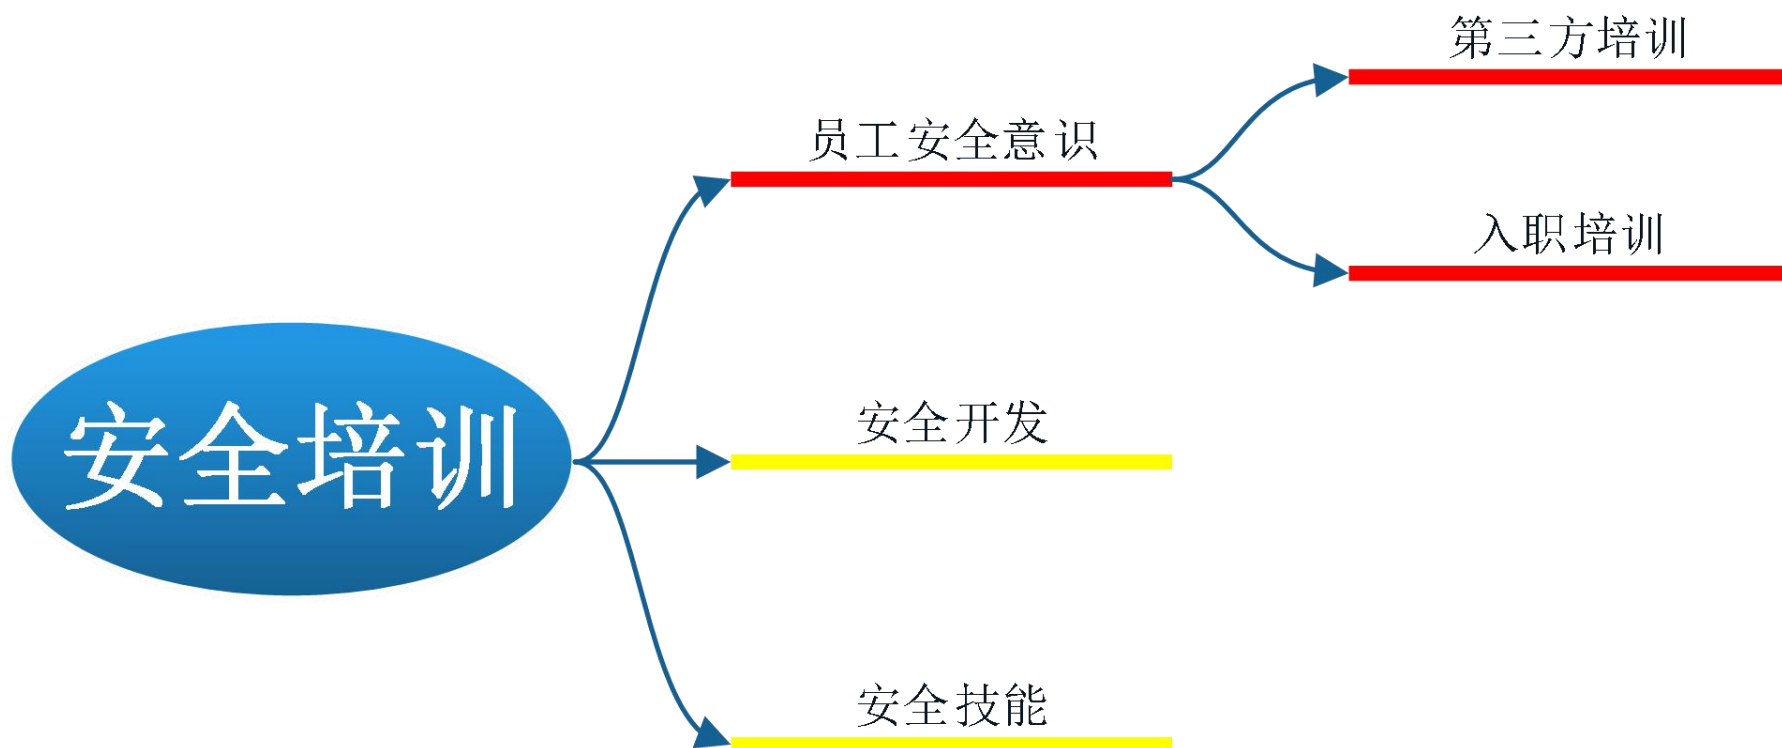 第三方培训
员工安全意识
入职培训
安全培训
安全开发
安全技能